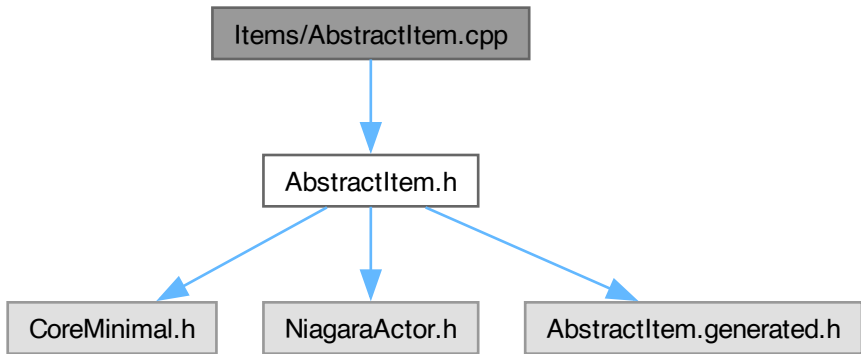 Items/AbstractItem.cpp
AbstractItem.h
CoreMinimal.h
NiagaraActor.h
AbstractItem.generated.h